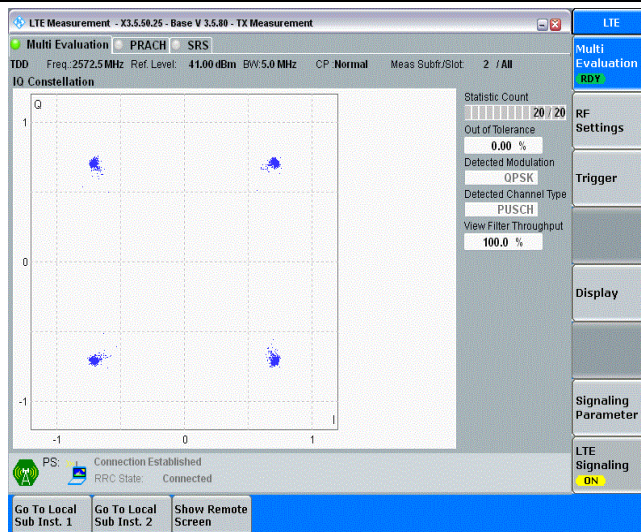 LTE Measurement - X3.5.50.25 - Base V 3.5.80 - TX Measurement
LTE
Multi Evaluation PRACH SRS
TDD Freq.:2572.5 MHz Ref. Level: 41.00 dBm BW:5.0 MHz CP :Normal Meas Subfr./Slot: 2 / All
IQ Constellation
Q
1
0
-1
I
-1 0 1
Statistic Count
20 / 20
Out of Tolerance
0.00 %
Detected Modulation
QPSK
Detected Channel Type
PUSCH
View Filter Throughput
100.0 %
Multi
Evaluation
RDY
RF
Settings
Trigger
Display
Signaling
Parameter
LTE
Signaling
ON
PS: Connection Established
RRC State: Connected
Go To Local
Sub Inst. 1
Go To Local
Sub Inst. 2
Show Remote
Screen